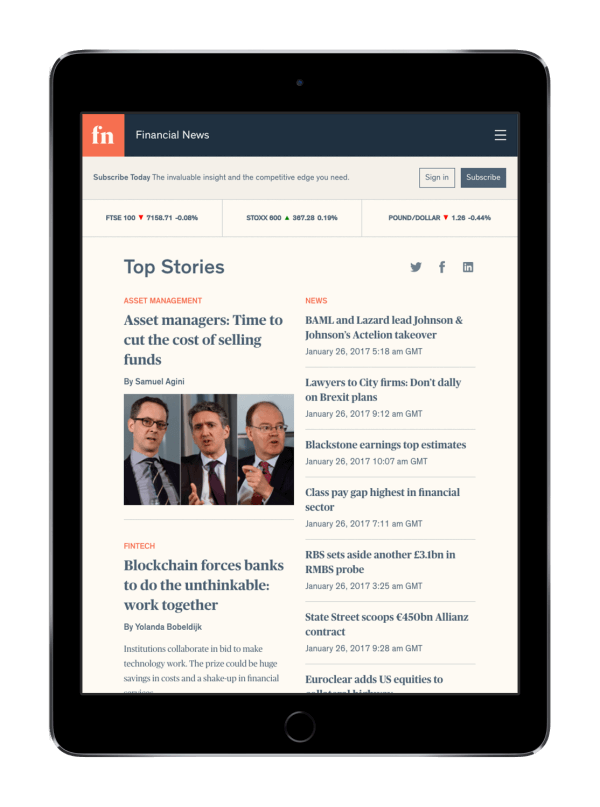 fn Financial News
Subscribe Today The invaluable insight and the competitive edge you need. Sign in Subscribe
FTSE 100 ▼ 7158.71 -0.08% STOXX 600 ▲ 367.28 0.19% POUND/DOLLAR ▼ 1.26 -0.44%
Top Stories
ASSET MANAGEMENT
Asset managers: Time to
cut the cost of selling
funds
By Samuel Agini
FINTECH
Blockchain forces banks
to do the unthinkable:
work together
By Yolanda Bobeldijk
Institutions collaborate in bid to make
technology work. The prize could be huge
savings in costs and a shake-up in financial
services
NEWS
BAML and Lazard lead Johnson &
Johnson's Actelion takeover
January 26, 2017 5:18 am GMT
Lawyers to City firms: Don't dally
on Brexit plans
January 26, 2017 9:12 am GMT
Blackstone earnings top estimates
January 26, 2017 10:07 am GMT
Class pay gap highest in financial
sector
January 26, 2017 7:11 am GMT
RBS sets aside another £3.1bn in
RMBS probe
January 26, 2017 3:25 am GMT
State Street scoops €450bn Allianz
contract
January 26, 2017 9:28 am GMT
Euroclear adds US equities to
collateral highway